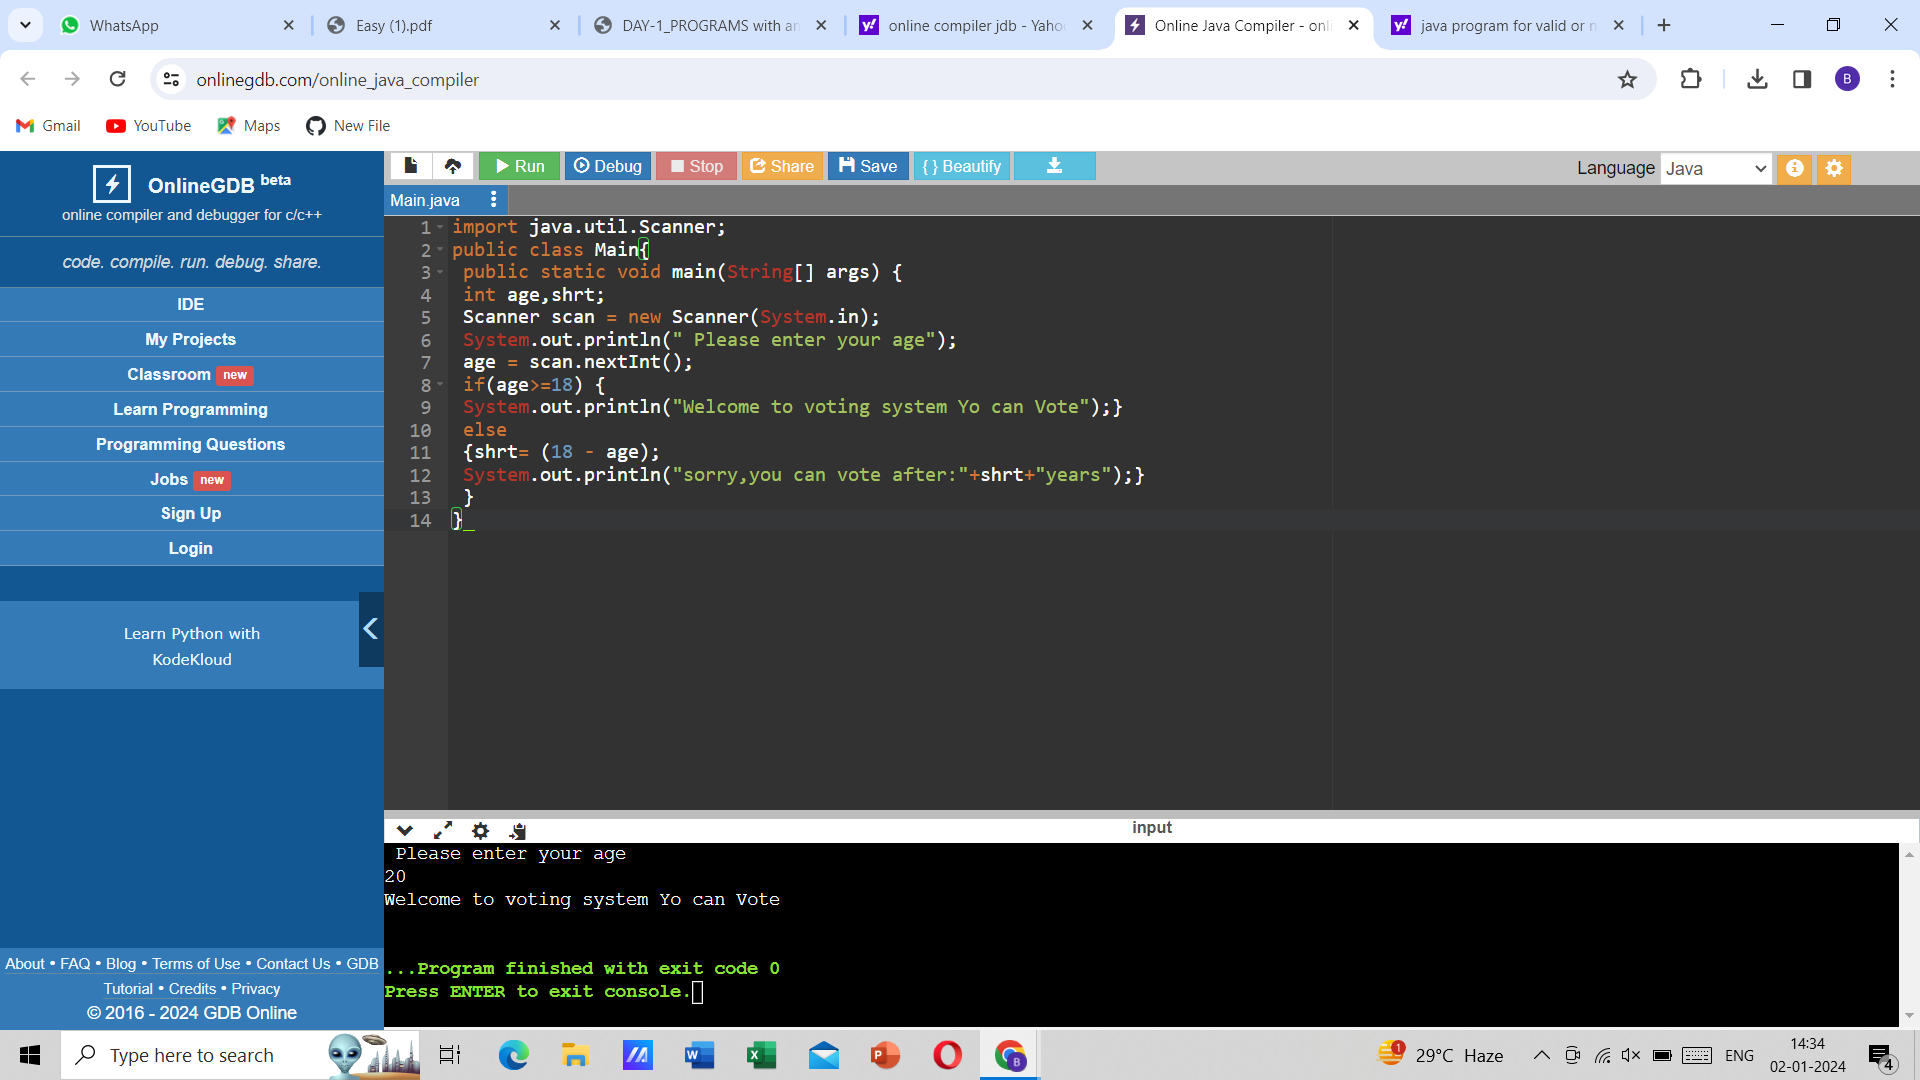 WhatsApp
Easy (1).pdf
DAY-1_PROGRAMS with an
online compiler jdb - Yaho
Online Java Compiler - onl
java program for valid or n
onlinegdb.com/online_java_compiler
B
Gmail
YouTube
Maps
New File
OnlineGDB beta
online compiler and debugger for c/c++
code. compile. run. debug. share.
IDE
My Projects
Classroom new
Learn Programming
Programming Questions
Jobs new
Sign Up
Login
Learn Python with
KodeKloud
About • FAQ • Blog • Terms of Use • Contact Us • GDB
Tutorial • Credits • Privacy
© 2016 - 2024 GDB Online
Run
Debug
Stop
Share
Save
{ } Beautify
Language Java
Main.java
1 import java.util.Scanner;
2 public class Main{
3 public static void main(String[] args) {
4 int age,shrt;
5 Scanner scan = new Scanner(System.in);
6 System.out.println(" Please enter your age");
7 age = scan.nextInt();
8 if(age>=18) {
9 System.out.println("Welcome to voting system Yo can Vote");}
10 else
11 {shrt= (18 - age);
12 System.out.println("sorry,you can vote after:"+shrt+"years");}
13 }
14 }
input
Please enter your age
20
Welcome to voting system Yo can Vote
...Program finished with exit code 0
Press ENTER to exit console.
Type here to search
29°C Haze
ENG
14:34
02-01-2024
4